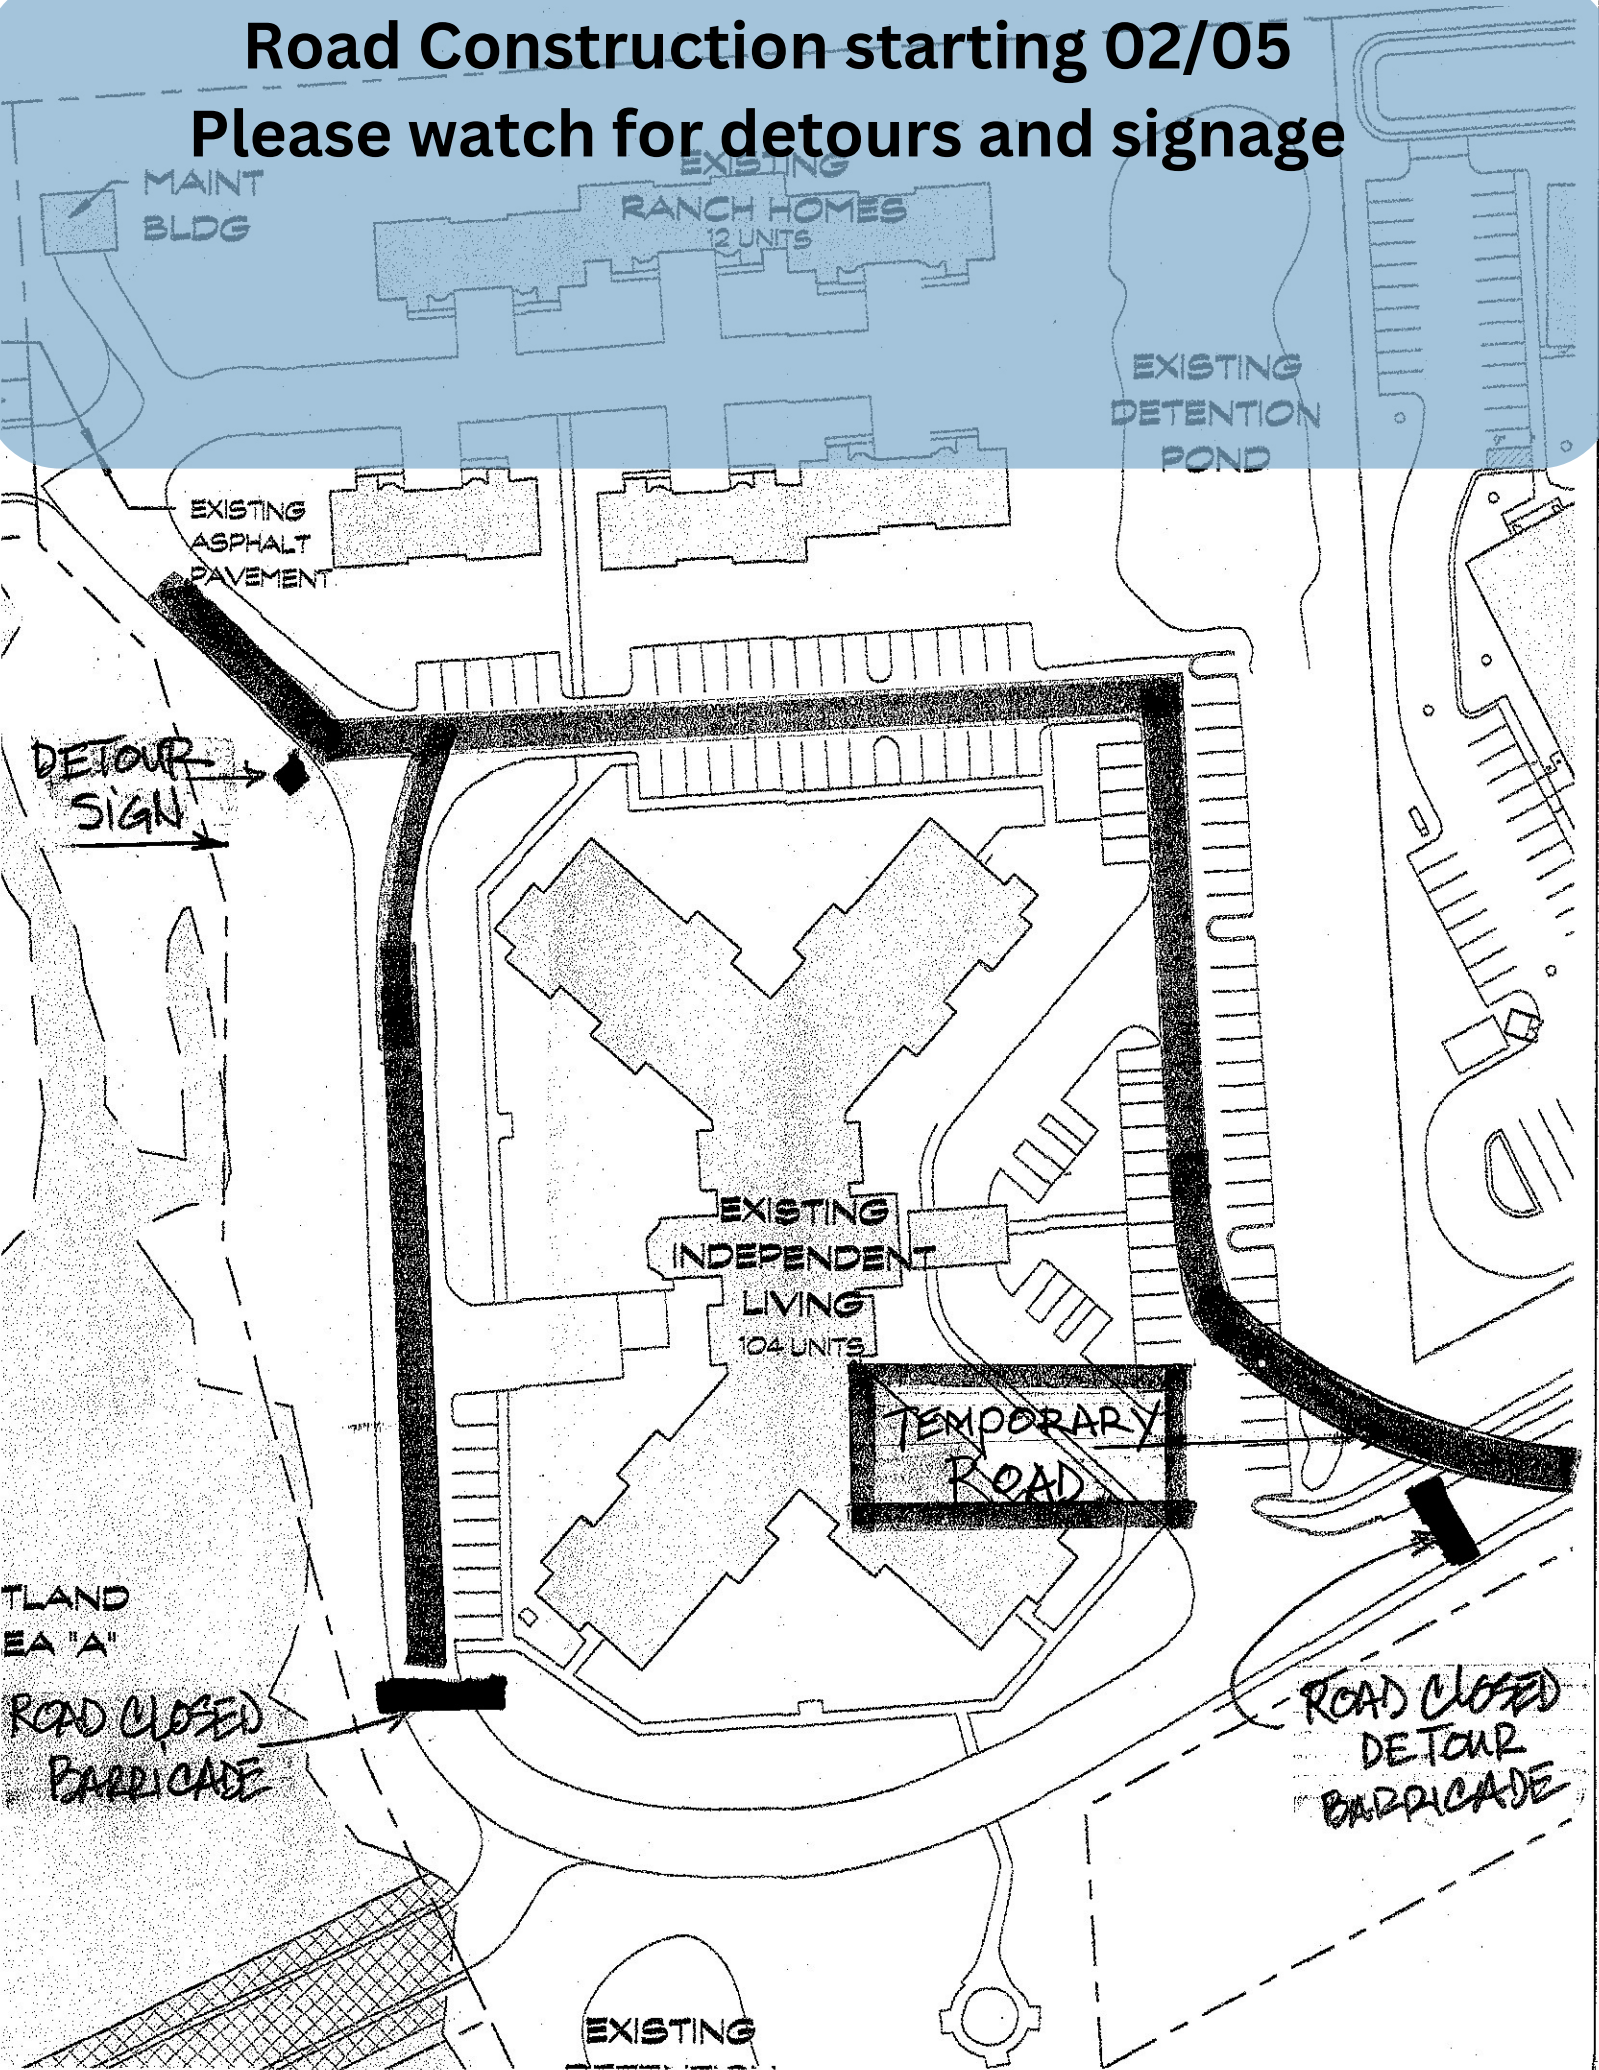 Road Construction starting 02/05
Please watch for detours and signage
MAINT
BLDG
EXISTING
RANCH HOMES
12 UNITS
EXISTING
DETENTION
POND
EXISTING
ASPHALT
PAVEMENT
DETOUR
SIGN
EXISTING
INDEPENDENT
LIVING
104 UNITS
TEMPORARY
ROAD
TLAND
EA "A"
ROAD CLOSED
BARRICADE
ROAD CLOSED
DETOUR
BARRICADE
EXISTING